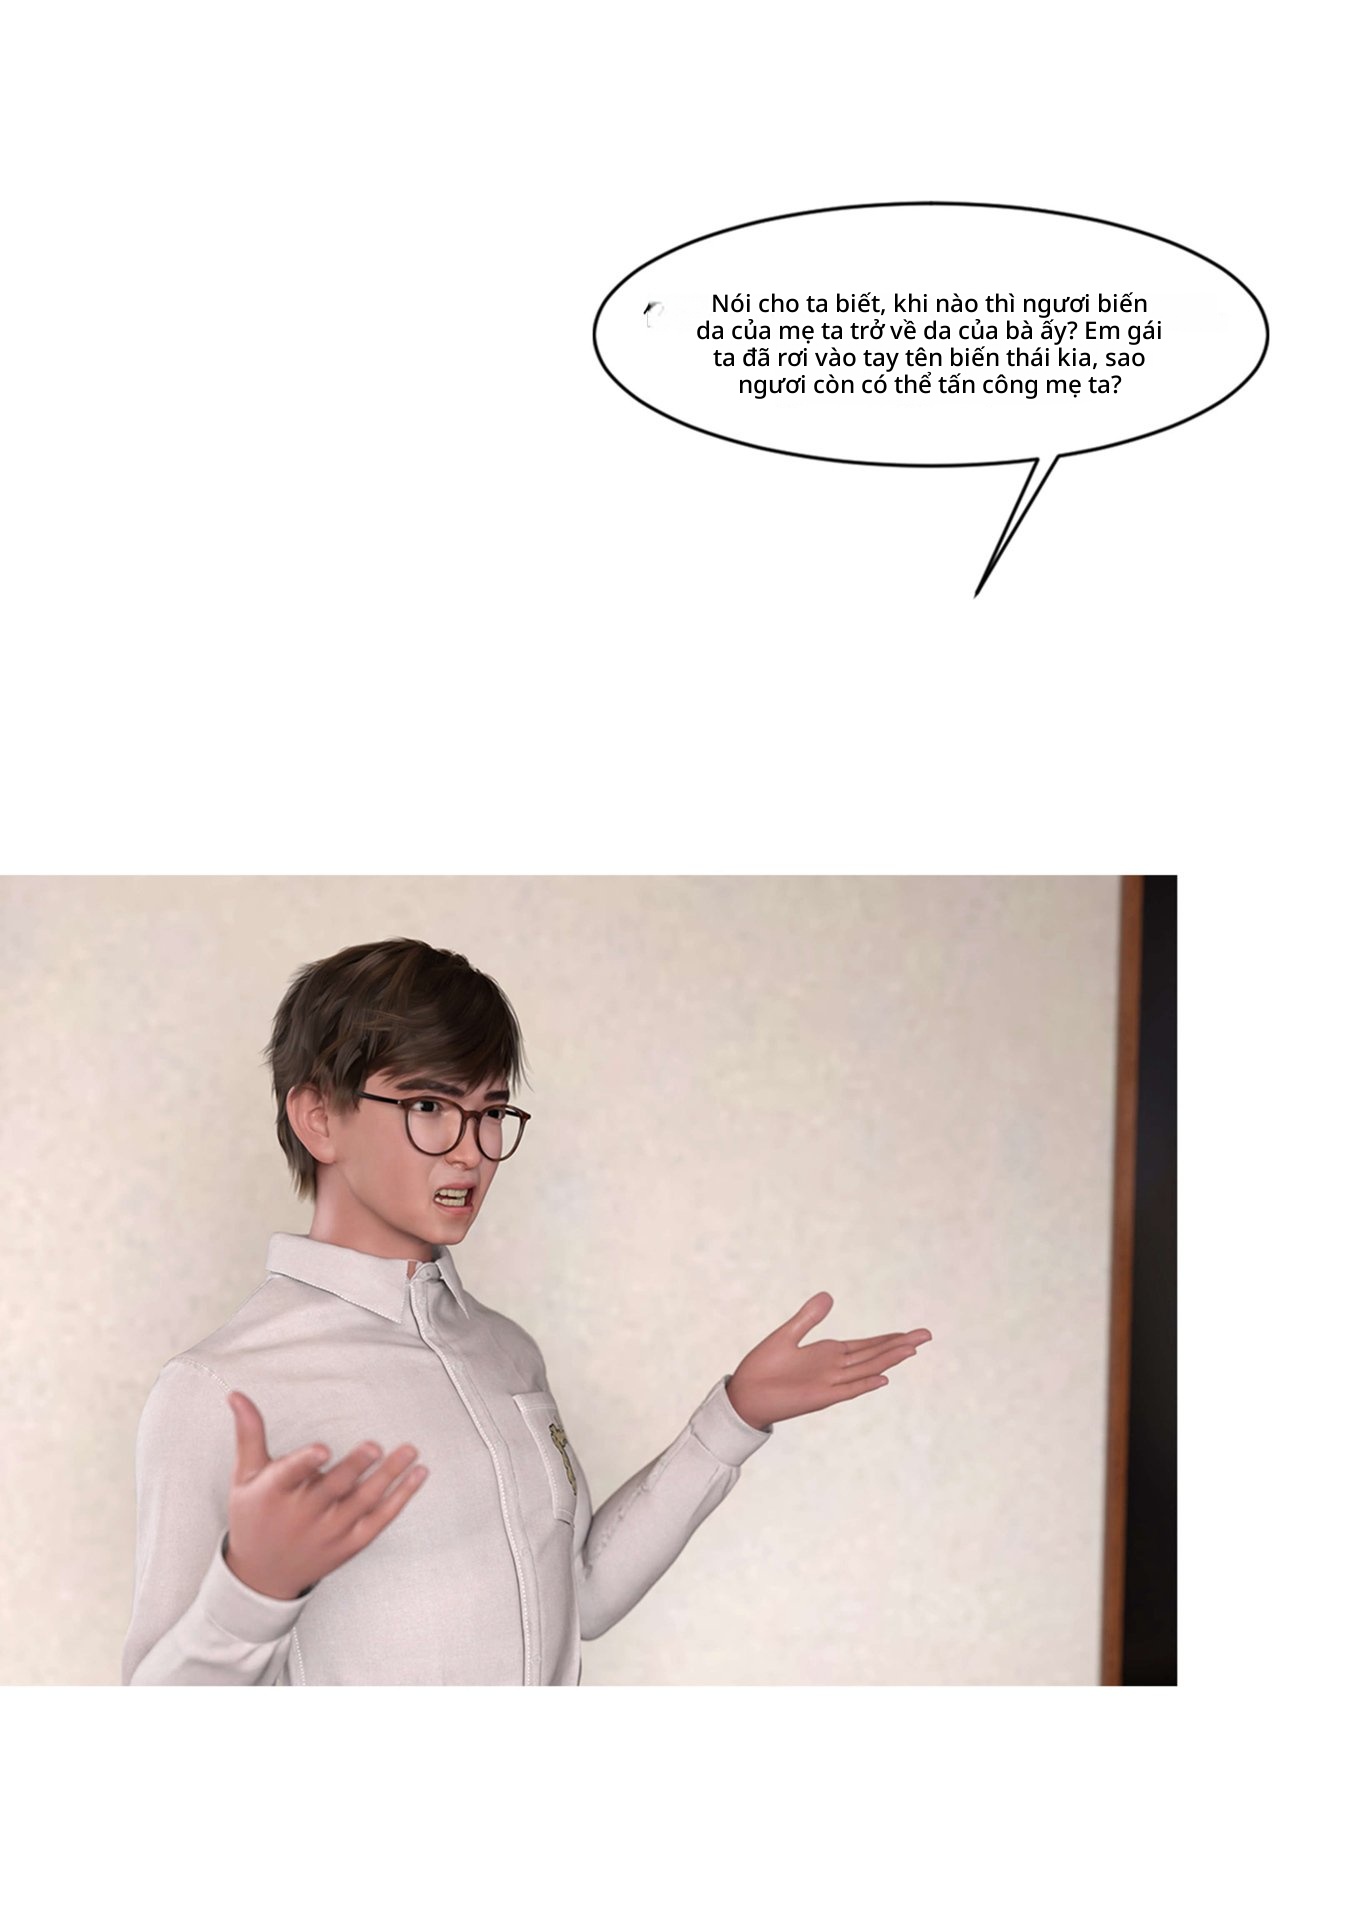 Nói cho ta biết, khi nào thì ngươi biến
da của mẹ ta trở về da của bà ấy? Em gái
ta đã rơi vào tay tên biến thái kia, sao
ngươi còn có thể tấn công mẹ ta?